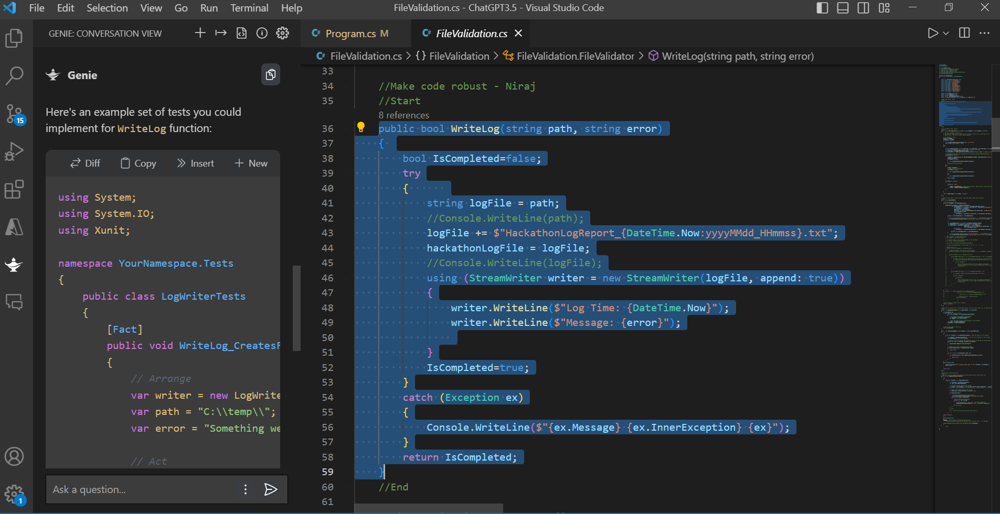 File Edit Selection View Go Run Terminal Help
FileValidation.cs - ChatGPT3.5 - Visual Studio Code
GENIE: CONVERSATION VIEW
Program.cs M
FileValidation.cs
FileValidation.cs > {} FileValidation > FileValidation.FileValidator > WriteLog(string path, string error)
15
1
Genie
Here's an example set of tests you could
implement for WriteLog function:
Diff Copy Insert New
using System;
using System.IO;
using Xunit;
namespace YourNamespace.Tests
{
public class LogWriterTests
{
[Fact]
public void WriteLog_CreatesF
{
// Arrange
var writer = new LogWrite
var path = "C:\\temp\\";
var error = "Something we
// Act
Ask a question...
33
34 //Make code robust - Niraj
35 //Start
8 references
36 public bool WriteLog(string path, string error)
37 {
38 bool IsCompleted=false;
39 try
40 {
41 string logFile = path;
42 //Console.WriteLine(path);
43 logFile += $"HackathonLogReport_{DateTime.Now:yyyyMMdd_HHmmss}.txt";
44 hackathonLogFile = logFile;
45 //Console.WriteLine(logFile);
46 using (StreamWriter writer = new StreamWriter(logFile, append: true))
47 {
48 writer.WriteLine($"Log Time: {DateTime.Now}");
49 writer.WriteLine($"Message: {error}");
50
51 }
52 IsCompleted=true;
53 }
54 catch (Exception ex)
55 {
56 Console.WriteLine($"{ex.Message} {ex.InnerException} {ex}");
57 }
58 return IsCompleted;
59 }
60 //End
61